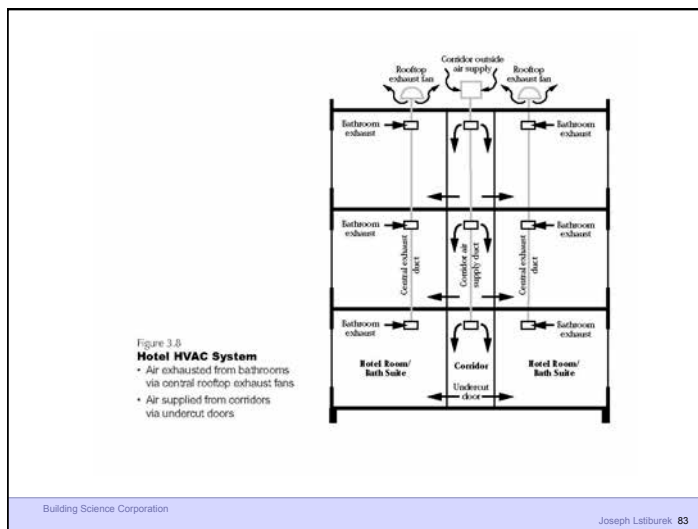 Rooftop
exhaust fan
Corridor outside
air supply
Rooftop
exhaust fan
Bathroom
exhaust
Bathroom
exhaust
Bathroom
exhaust
Central exhaust
duct
Corridor air
supply duct
Central exhaust
duct
Bathroom
exhaust
Bathroom
exhaust
Bathroom
exhaust
Hotel Room/
Bath Suite
Corridor
Hotel Room/
Bath Suite
Undercut
door
Figure 3.8
Hotel HVAC System
• Air exhausted from bathrooms
via central rooftop exhaust fans
• Air supplied from corridors
via undercut doors
Building Science Corporation
Joseph Lstiburek 83